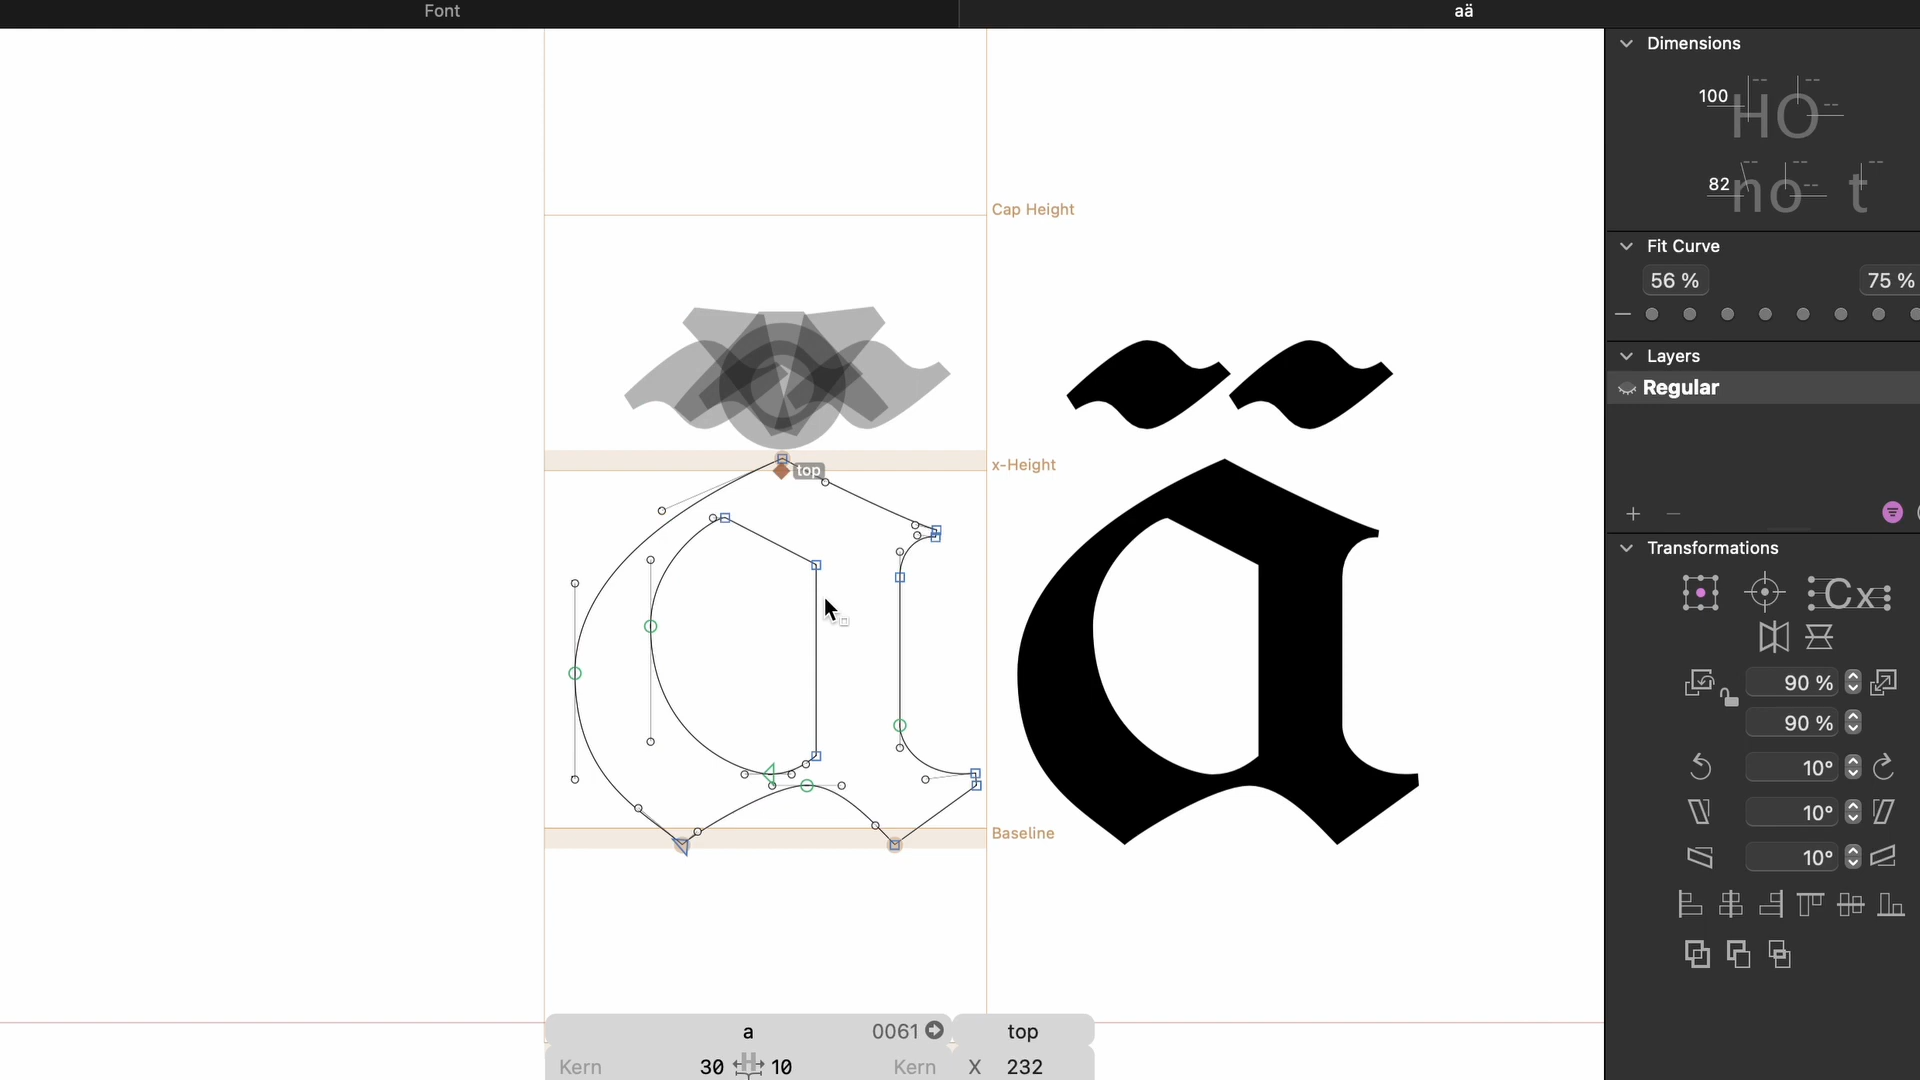 Font
aä
Dimensions
100
HO
82
no t
Cap Height
Fit Curve
56 %
75 %
Layers
Regular
x-Height
top
ä
Transformations
Cx
90 %
90 %
10°
10°
10°
Baseline
a 0061
top
Kern 30 H 10 Kern
X 232